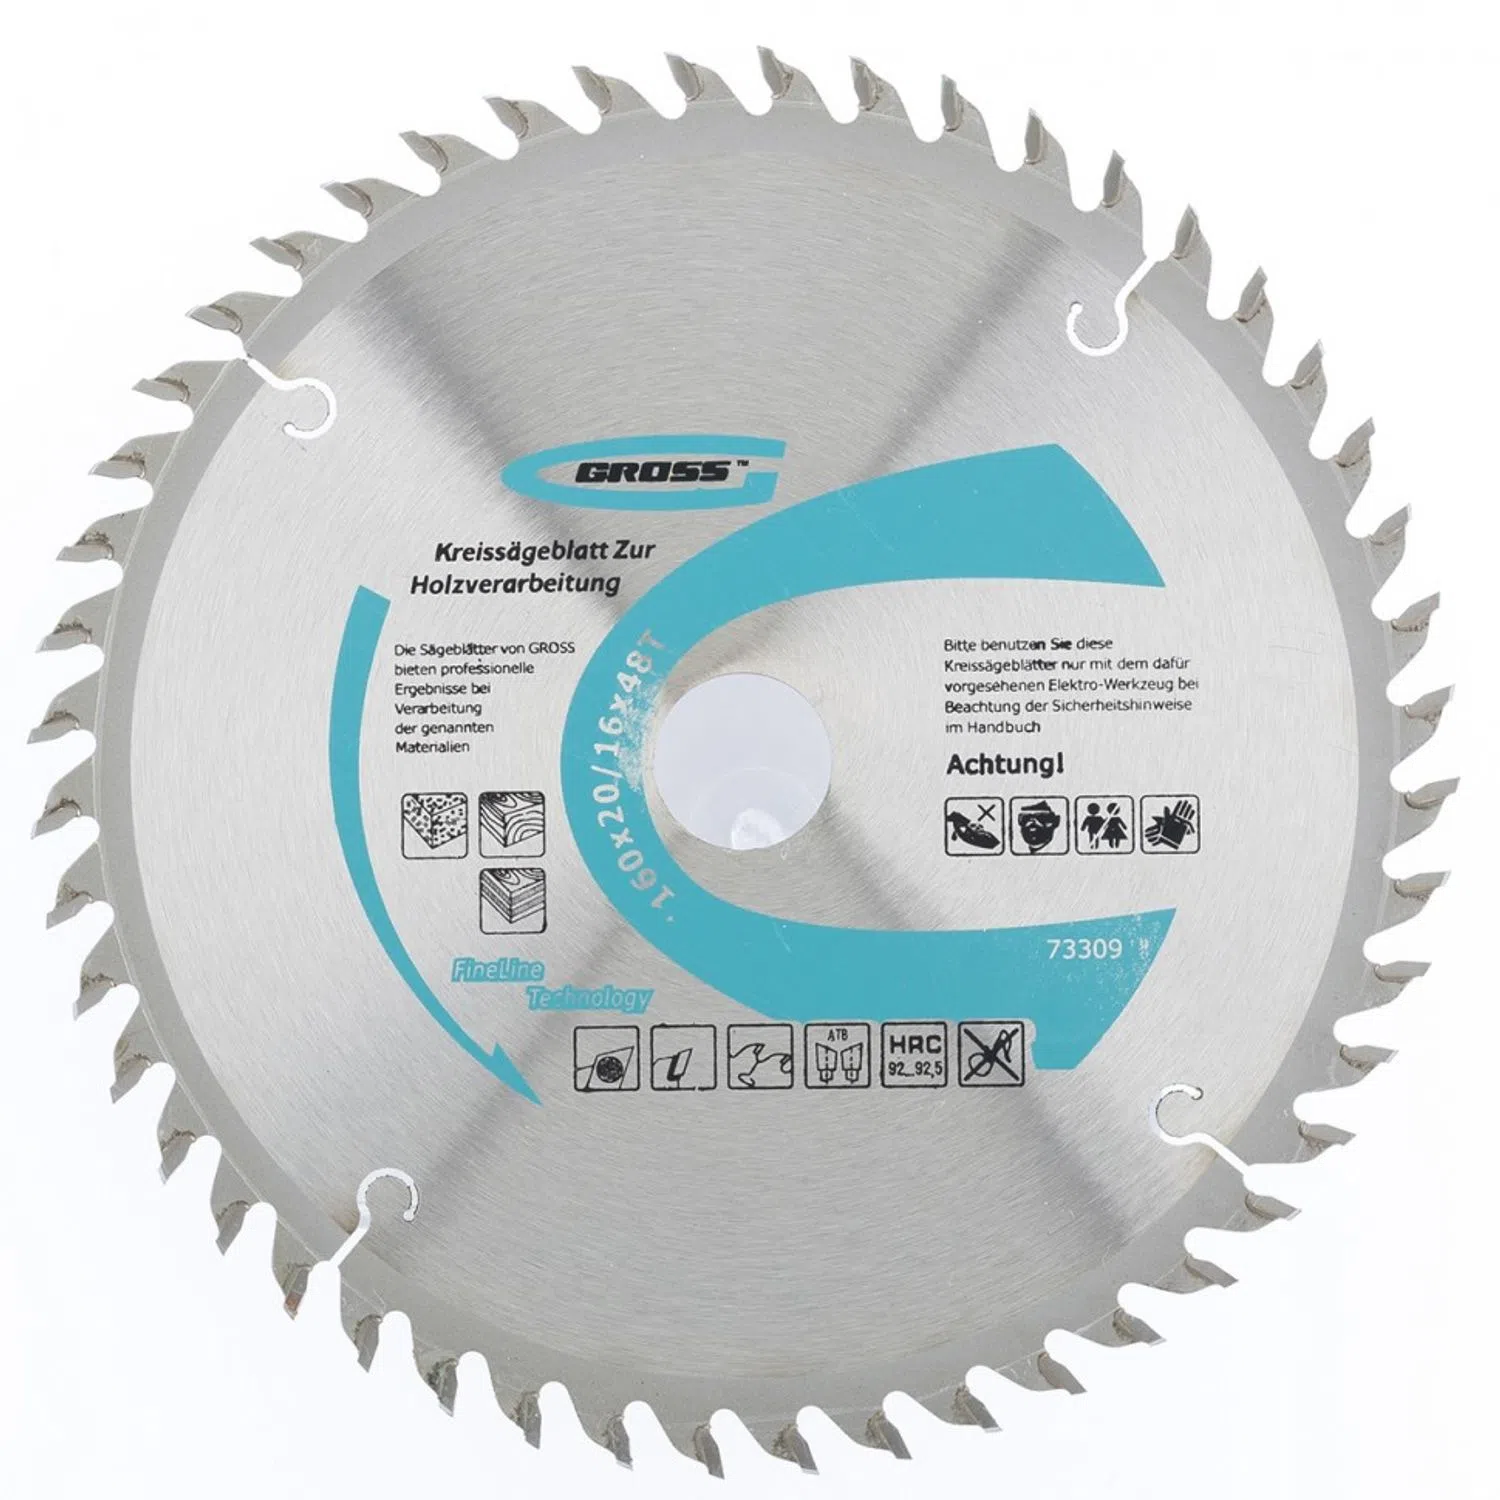 GROSS™
Kreissägeblatt Zur
Holzverarbeitung
Die Sägeblätter von GROSS
bieten professionelle
Ergebnisse bei
Verarbeitung
der genannten
Materialien
160x20/16x48T
Bitte benutzen Sie diese
Kreissägeblätter nur mit dem dafür
vorgesehenen Elektro-Werkzeug bei
Beachtung der Sicherheitshinweise
im Handbuch
Achtung!
73309
FineLine
Technology
ATB
HRC
92...92,5